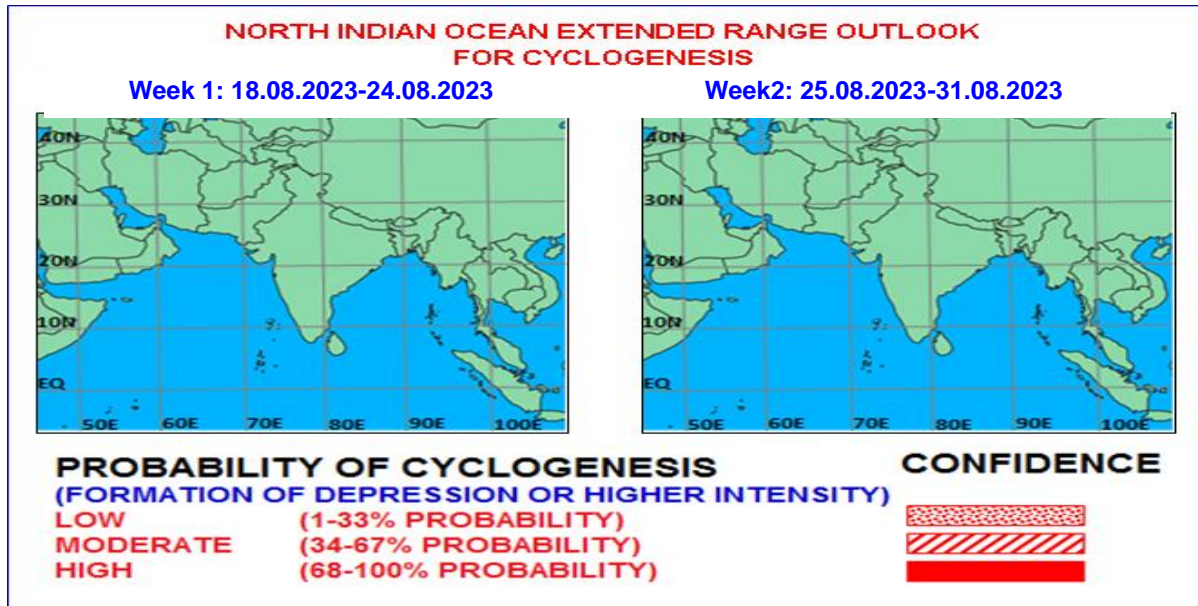 NORTH INDIAN OCEAN EXTENDED RANGE OUTLOOK
FOR CYCLOGENESIS
Week 1: 18.08.2023-24.08.2023
Week2: 25.08.2023-31.08.2023
40N
30N
20N
10N
EQ
50E 60E 70E 80E 90E 100E
40N
30N
20N
10N
EQ
50E 60E 70E 80E 90E 100E
PROBABILITY OF CYCLOGENESIS
(FORMATION OF DEPRESSION OR HIGHER INTENSITY)
LOW (1-33% PROBABILITY)
MODERATE (34-67% PROBABILITY)
HIGH (68-100% PROBABILITY)
CONFIDENCE